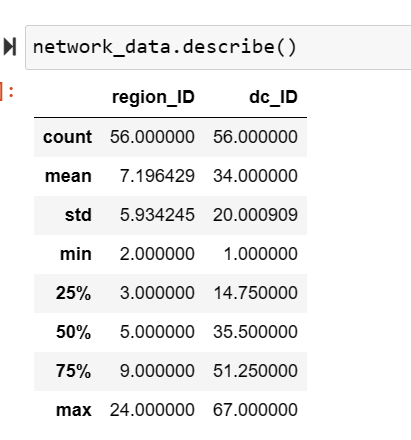 network_data.describe()
]:
region_ID dc_ID
count 56.000000 56.000000
mean 7.196429 34.000000
std 5.934245 20.000909
min 2.000000 1.000000
25% 3.000000 14.750000
50% 5.000000 35.500000
75% 9.000000 51.250000
max 24.000000 67.000000